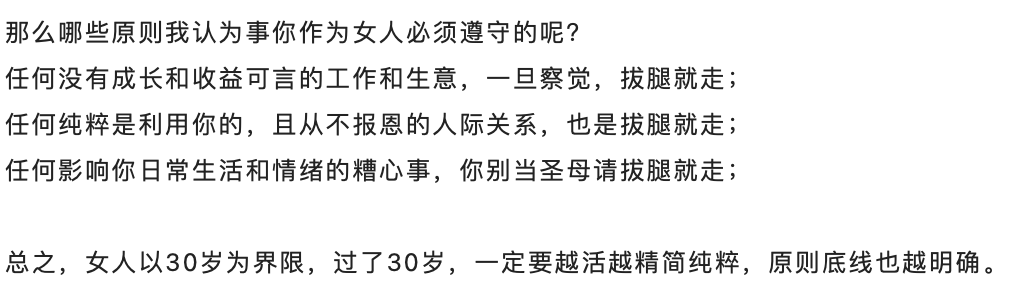 那么哪些原则我认为事你作为女人必须遵守的呢？
任何没有成长和收益可言的工作和生意，一旦察觉，拔腿就走；
任何纯粹是利用你的，且从不报恩的人际关系，也是拔腿就走；
任何影响你日常生活和情绪的糟心事，你别当圣母请拔腿就走；
总之，女人以30岁为界限，过了30岁，一定要越活越精简纯粹，原则底线也越明确。